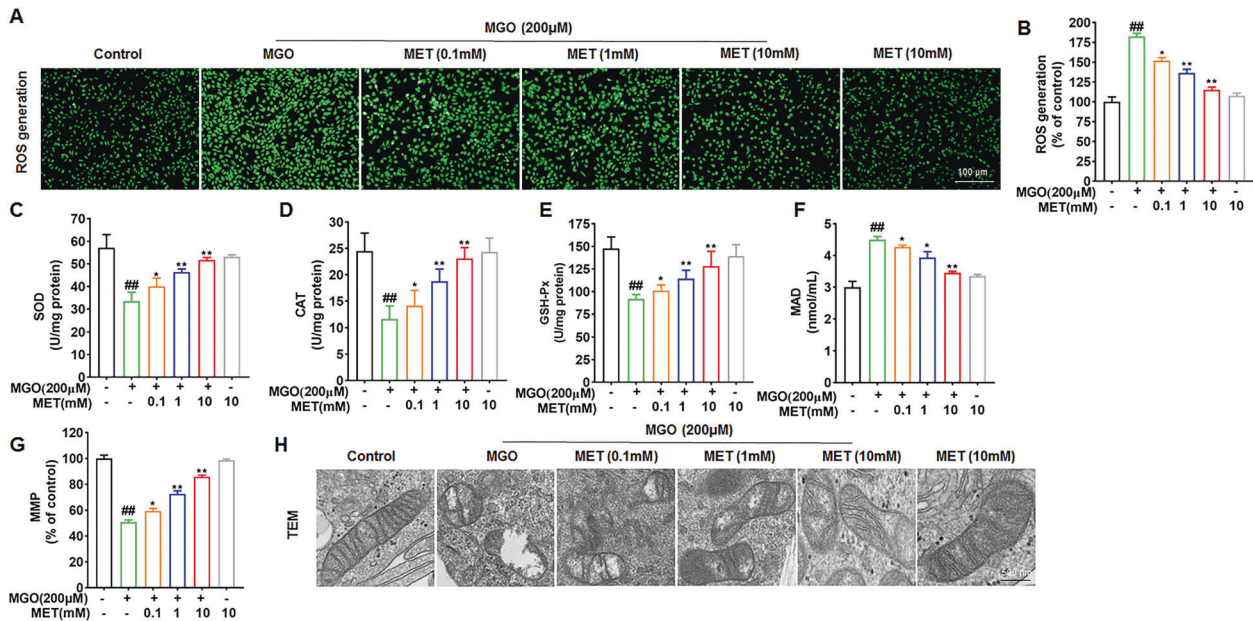 A
MGO (200μM)
Control MGO MET (0.1mM) MET (1mM) MET (10mM) MET (10mM)
ROS generation
100 μm
B
ROS generation
(% of control)
200
175
150
125
100
75
50
25
0
## * ** **
MGO(200μM) - + + + + -
MET(mM) - - 0.1 1 10 10
C
SOD
(U/mg protein)
70
60
50
40
30
20
10
0
## * ** **
MGO(200μM) - + + + + -
MET(mM) - - 0.1 1 10 10
D
CAT
(U/mg protein)
30
25
20
15
10
5
0
## * ** **
MGO(200μM) - + + + + -
MET(mM) - - 0.1 1 10 10
E
GSH-Px
(U/mg protein)
175
150
125
100
75
50
25
0
## * ** **
MGO(200μM) - + + + + -
MET(mM) - - 0.1 1 10 10
F
MAD
(nmol/mL)
5
4
3
2
1
0
## * * **
MGO(200μM) - + + + + -
MET(mM) - - 0.1 1 10 10
G
MMP
(% of control)
120
100
80
60
40
20
0
## * ** **
MGO(200μM) - + + + + -
MET(mM) - - 0.1 1 10 10
H
MGO (200μM)
Control MGO MET (0.1mM) MET (1mM) MET (10mM) MET (10mM)
TEM
500 nm